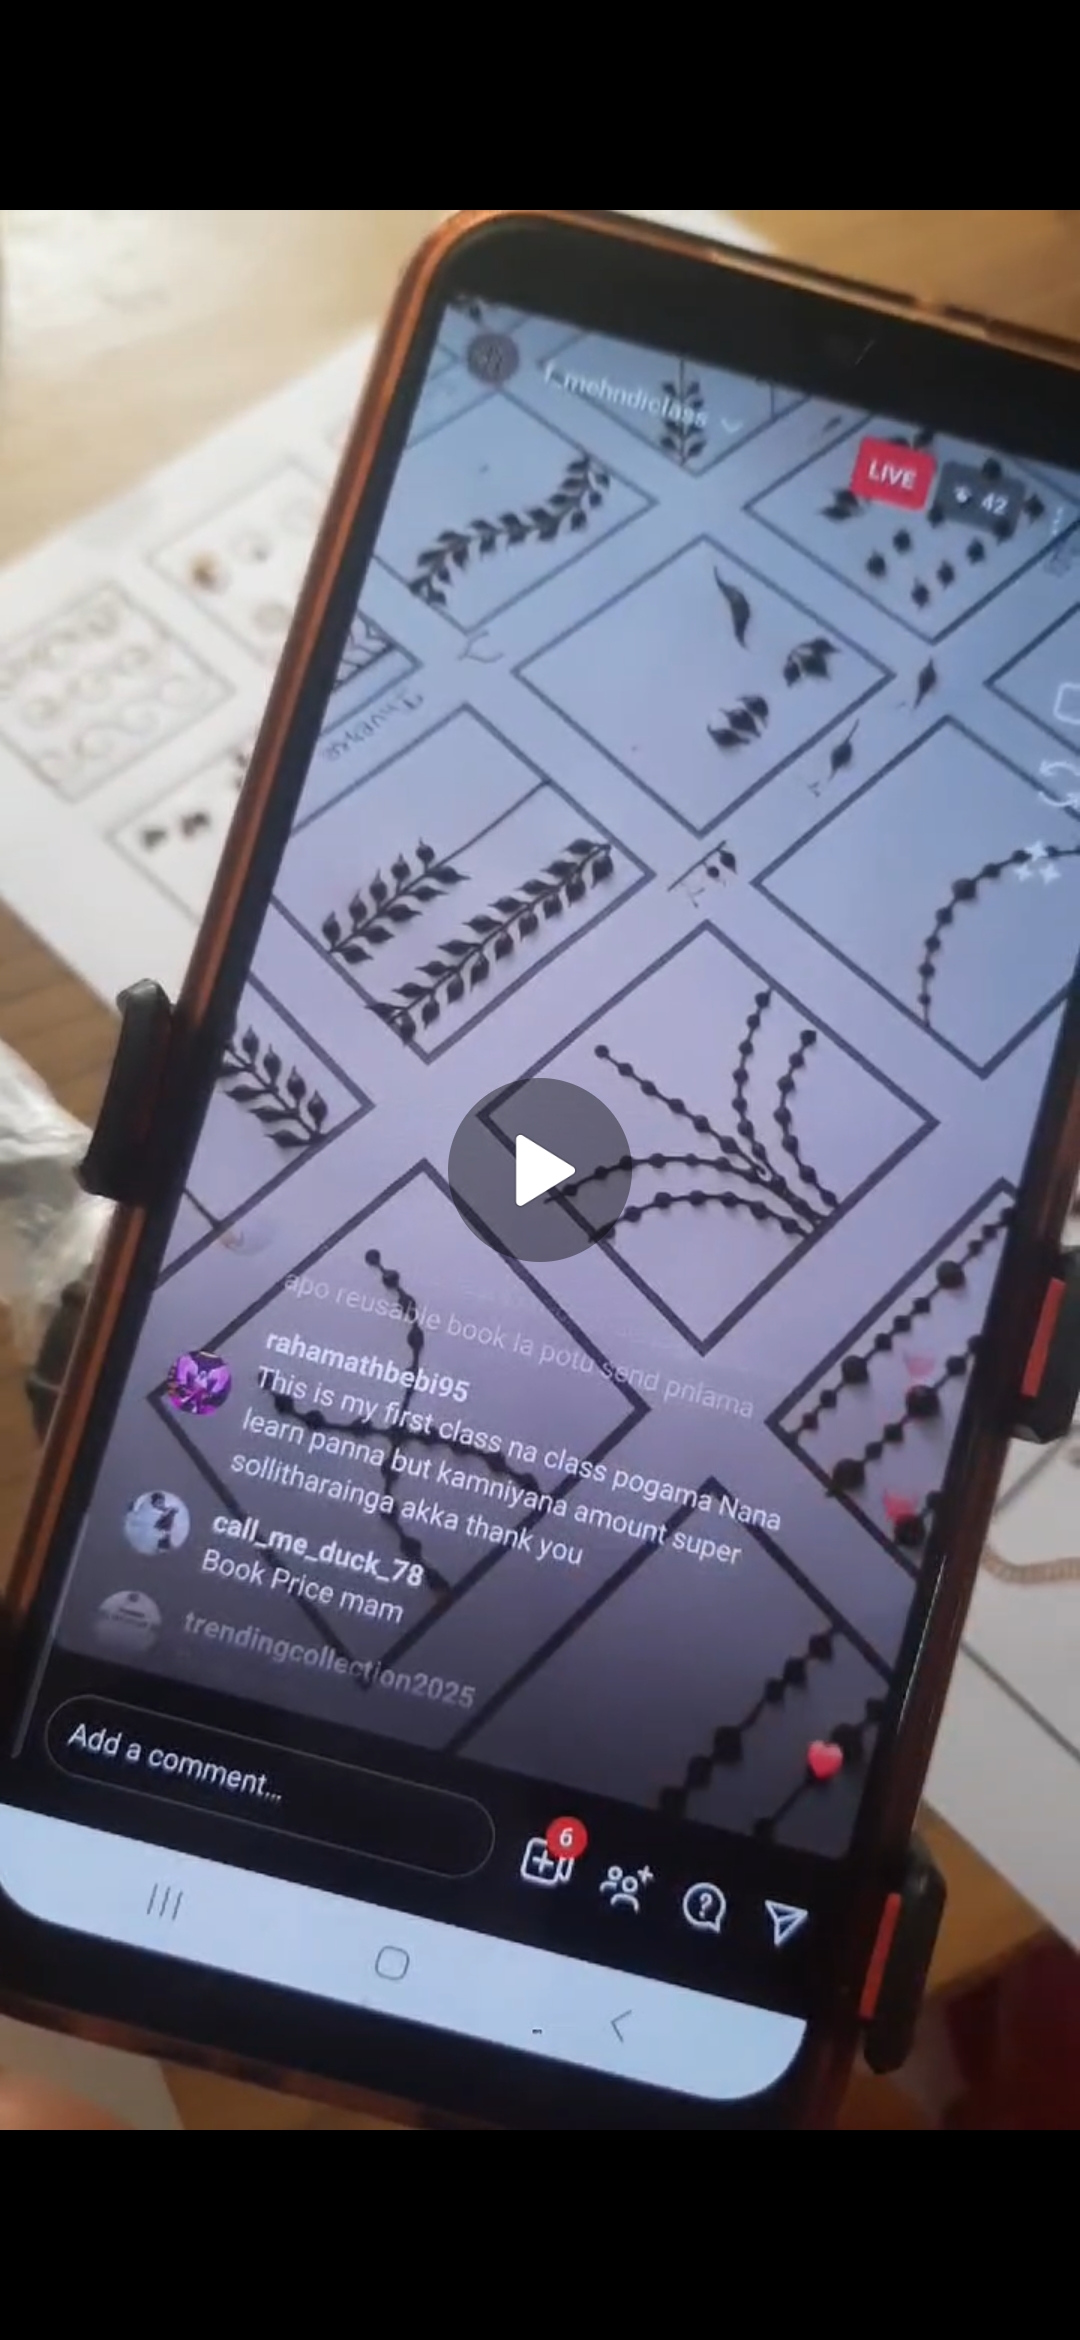 f_mehndiclass
LIVE
42
apo reusable book la potu send pnlama
rahamathbebi95
This is my first class na class pogama Nana
learn panna but kamniyana amount super
sollitharainga akka thank you
call_me_duck_78
Book Price mam
trendingcollection2025
Add a comment...
6